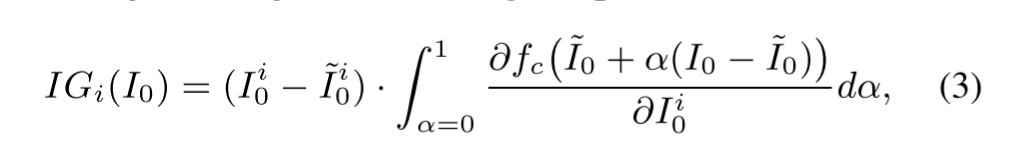 $IG_i(I_0) = (I_0^i - \tilde{I}_0^i) \cdot \int_{\alpha=0}^{1} \frac{\partial f_c(\tilde{I}_0 + \alpha(I_0 - \tilde{I}_0))}{\partial I_0^i} d\alpha, \quad (3)$